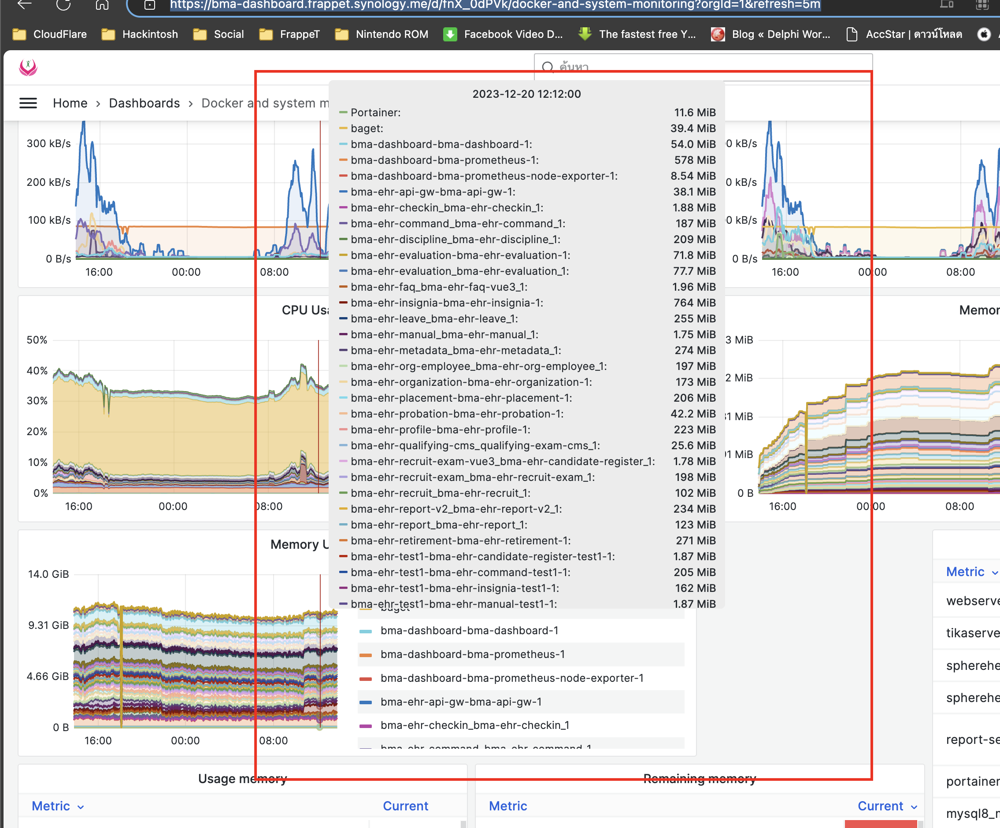 https://bma-dashboard.frappet.synology.me/d/fnX_0dPVk/docker-and-system-monitoring?orgId=1&refresh=5m
CloudFlare
Hackintosh
Social
FrappeT
Nintendo ROM
Facebook Video D...
The fastest free Y...
Blog « Delphi Wor...
AccStar | ดาวน์โหลด
ค้นหา
Home › Dashboards › Docker and system m
300 kB/s
200 kB/s
100 kB/s
0 B/s
16:00
00:00
08:00
2023-12-20 12:12:00
Portainer: 11.6 MiB
baget: 39.4 MiB
bma-dashboard-bma-dashboard-1: 54.0 MiB
bma-dashboard-bma-prometheus-1: 578 MiB
bma-dashboard-bma-prometheus-node-exporter-1: 8.54 MiB
bma-ehr-api-gw-bma-api-gw-1: 38.1 MiB
bma-ehr-checkin_bma-ehr-checkin_1: 1.88 MiB
bma-ehr-command_bma-ehr-command_1: 187 MiB
bma-ehr-discipline_bma-ehr-discipline_1: 209 MiB
bma-ehr-evaluation-bma-ehr-evaluation-1: 71.8 MiB
bma-ehr-evaluation_bma-ehr-evaluation_1: 77.7 MiB
bma-ehr-faq_bma-ehr-faq-vue3_1: 1.96 MiB
bma-ehr-insignia-bma-ehr-insignia-1: 764 MiB
bma-ehr-leave_bma-ehr-leave_1: 255 MiB
bma-ehr-manual_bma-ehr-manual_1: 1.75 MiB
bma-ehr-metadata_bma-ehr-metadata_1: 274 MiB
bma-ehr-org-employee_bma-ehr-org-employee_1: 197 MiB
bma-ehr-organization-bma-ehr-organization-1: 173 MiB
bma-ehr-placement-bma-ehr-placement-1: 206 MiB
bma-ehr-probation-bma-ehr-probation-1: 42.2 MiB
bma-ehr-profile-bma-ehr-profile-1: 223 MiB
bma-ehr-qualifying-cms_qualifying-exam-cms_1: 25.6 MiB
bma-ehr-recruit-exam-vue3_bma-ehr-candidate-register_1: 1.78 MiB
bma-ehr-recruit-exam_bma-ehr-recruit-exam_1: 198 MiB
bma-ehr-recruit_bma-ehr-recruit_1: 102 MiB
bma-ehr-report-v2_bma-ehr-report-v2_1: 234 MiB
bma-ehr-report_bma-ehr-report_1: 123 MiB
bma-ehr-retirement-bma-ehr-retirement-1: 271 MiB
bma-ehr-test1-bma-ehr-candidate-register-test1-1: 1.87 MiB
bma-ehr-test1-bma-ehr-command-test1-1: 205 MiB
bma-ehr-test1-bma-ehr-insignia-test1-1: 162 MiB
bma-ehr-test1-bma-ehr-manual-test1-1: 1.87 MiB
0 kB/s
0 kB/s
0 kB/s
0 B/s
16:00
00:00
08:00
CPU Usa
50%
40%
30%
20%
10%
0%
16:00
00:00
08:00
Memor
3 MiB
2 MiB
31 MiB
1 MiB
0 B
16:00
00:00
08:00
Memory U
14.0 GiB
9.31 GiB
4.66 GiB
0 B
16:00
00:00
08:00
baget
bma-dashboard-bma-dashboard-1
bma-dashboard-bma-prometheus-1
bma-dashboard-bma-prometheus-node-exporter-1
bma-ehr-api-gw-bma-api-gw-1
bma-ehr-checkin_bma-ehr-checkin_1
bma-ehr-command_bma-ehr-command_1
Metric
webserve
tikaserve
spherehe
spherehe
report-se
portainer
mysql8_m
Usage memory
Metric
Current
Remaining memory
Metric
Current